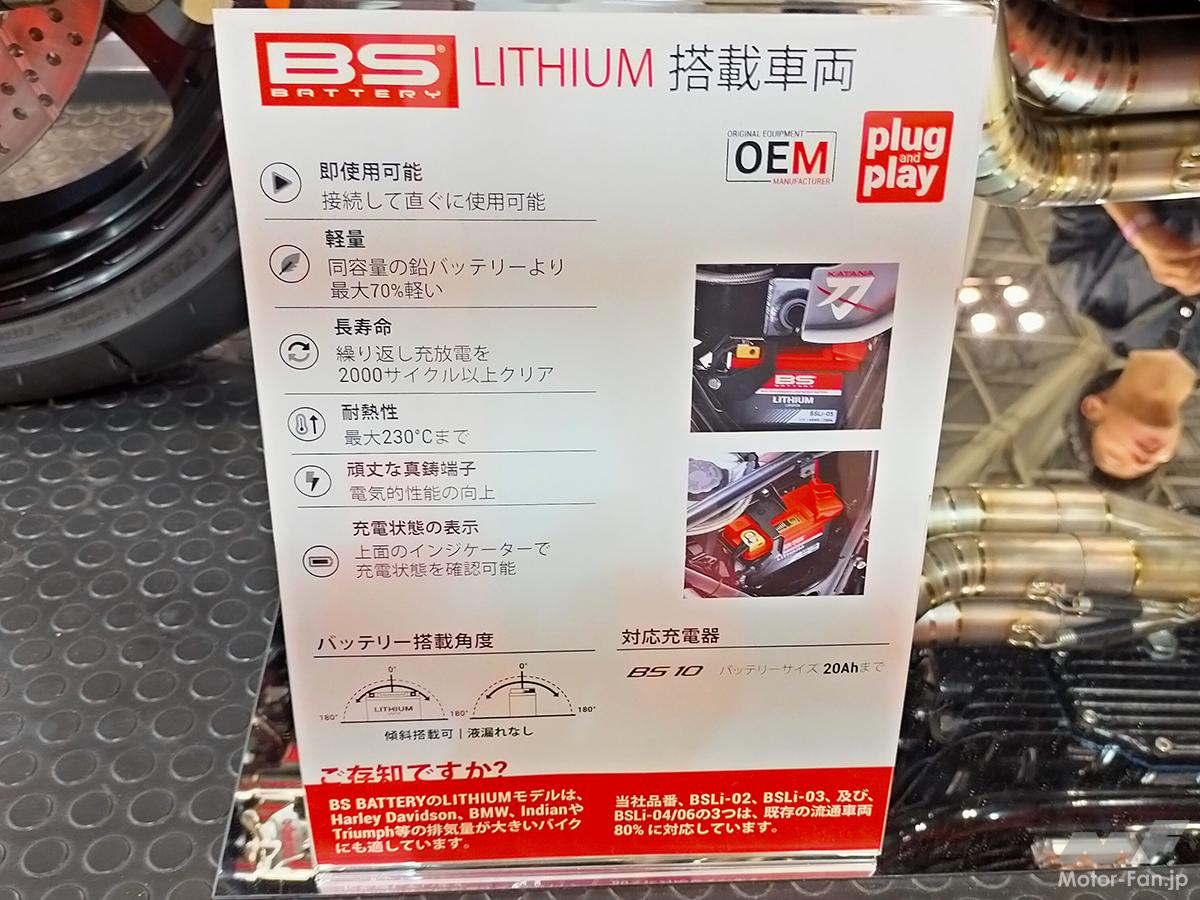 BS®
BATTERY
LITHIUM 搭載車両
ORIGINAL EQUIPMENT
OEM
MANUFACTURER
plug
and
play
即使用可能
接続して直ぐに使用可能
軽量
同容量の鉛バッテリーより
最大70%軽い
長寿命
繰り返し充放電を
2000サイクル以上クリア
耐熱性
最大230°Cまで
頑丈な真鍮端子
電気的性能の向上
充電状態の表示
上面のインジケーターで
充電状態を確認可能
KATANA
刀
BS
BATTERY
LITHIUM
BSLi-05
バッテリー搭載角度
0°
0°
LITHIUM
180°
180°
180°
傾斜搭載可 | 液漏れなし
対応充電器
BS 10 バッテリーサイズ 20Ahまで
ご存知ですか?
BS BATTERYのLITHIUMモデルは、
Harley Davidson、BMW、Indianや
Triumph等の排気量が大きいバイク
にも適しています。
当社品番、BSLi-02、BSLi-03、及び、
BSLi-04/06の3つは、既存の流通車両
80% に対応しています。
Motor-Fan.jp